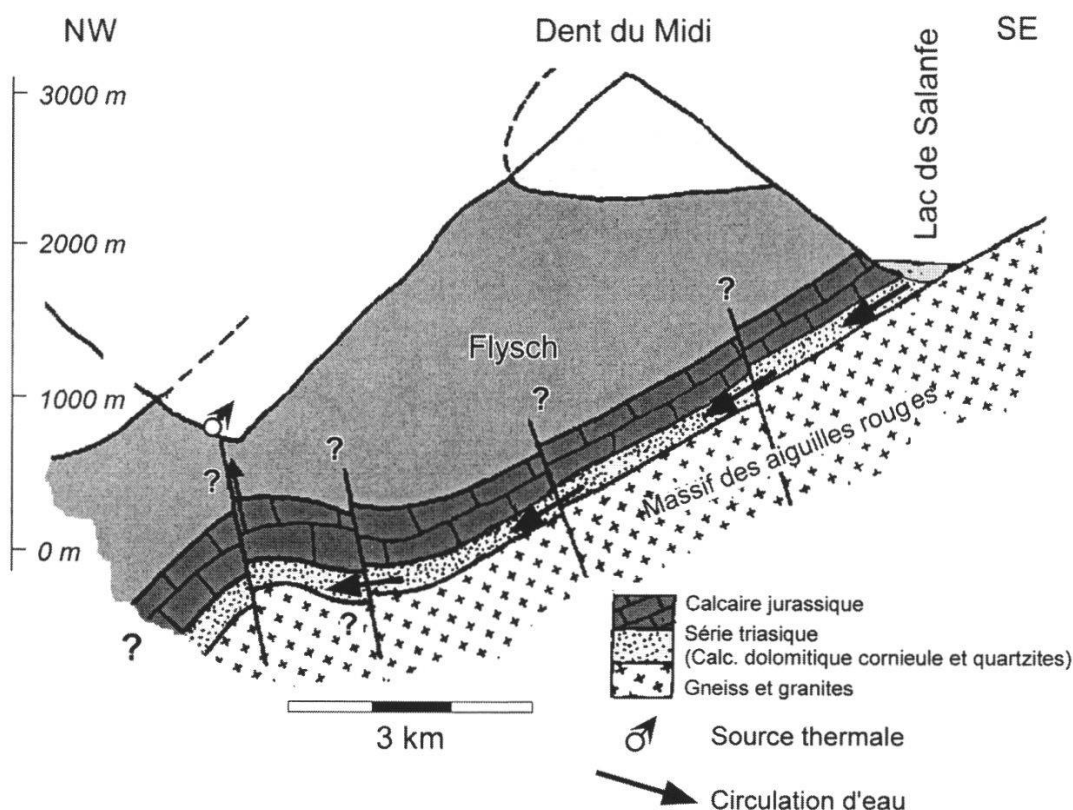 NW
Dent du Midi
SE
Lac de Salanfe
3000 m
2000 m
1000 m
0 m
Flysch
?
?
?
?
?
?
Massif des aiguilles rouges
Calcaire jurassique
Série triasique
(Calc. dolomitique cornieule et quartzites)
Gneiss et granites
3 km
Source thermale
Circulation d'eau